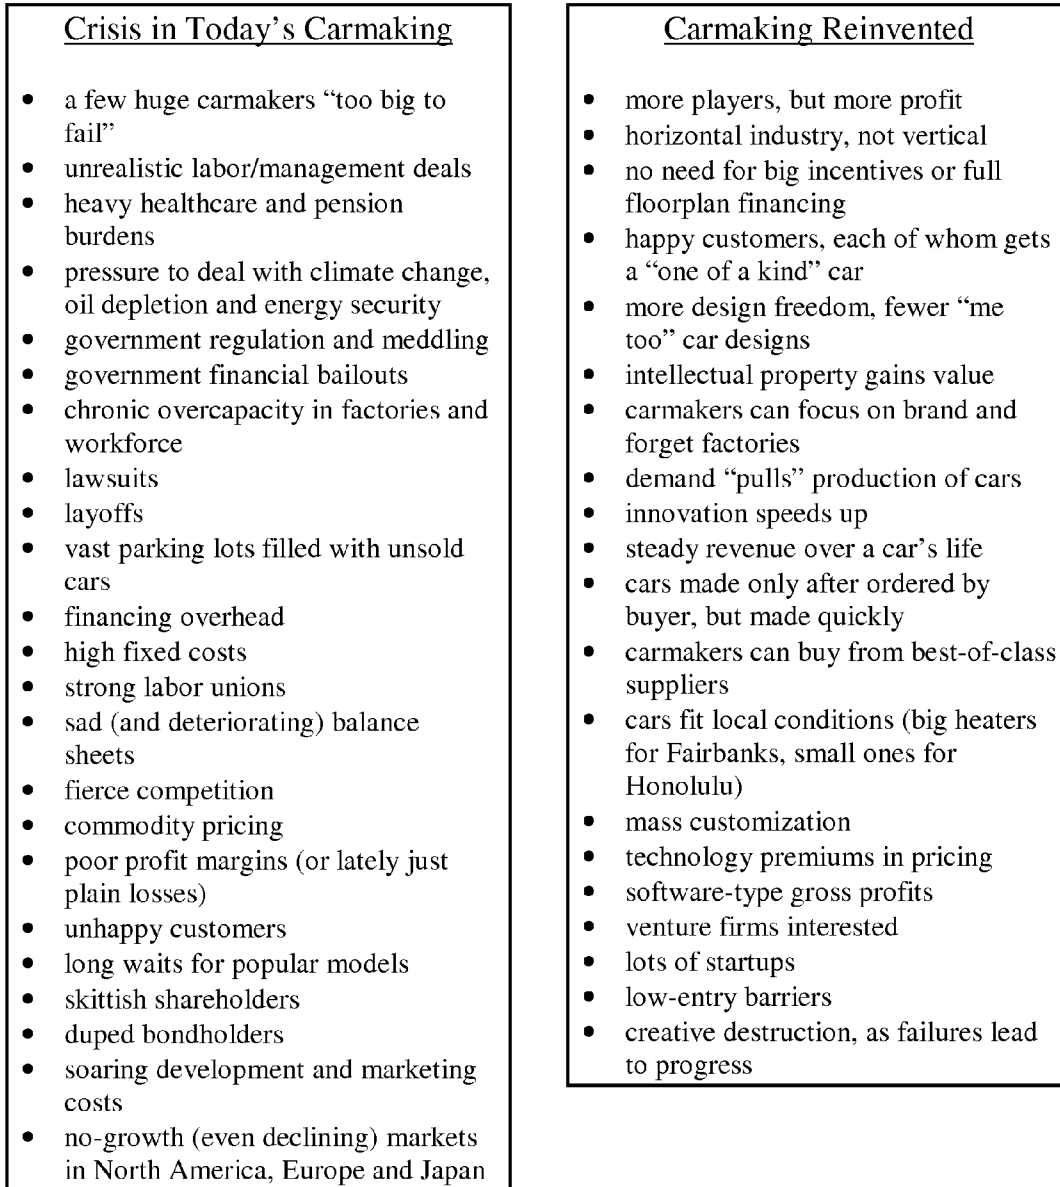 Crisis in Today's Carmaking
• a few huge carmakers “too big to
fail”
• unrealistic labor/management deals
• heavy healthcare and pension
burdens
• pressure to deal with climate change,
oil depletion and energy security
• government regulation and meddling
• government financial bailouts
• chronic overcapacity in factories and
workforce
• lawsuits
• layoffs
• vast parking lots filled with unsold
cars
• financing overhead
• high fixed costs
• strong labor unions
• sad (and deteriorating) balance
sheets
• fierce competition
• commodity pricing
• poor profit margins (or lately just
plain losses)
• unhappy customers
• long waits for popular models
• skittish shareholders
• duped bondholders
• soaring development and marketing
costs
• no-growth (even declining) markets
in North America, Europe and Japan
Carmaking Reinvented
• more players, but more profit
• horizontal industry, not vertical
• no need for big incentives or full
floorplan financing
• happy customers, each of whom gets
a “one of a kind” car
• more design freedom, fewer “me
too” car designs
• intellectual property gains value
• carmakers can focus on brand and
forget factories
• demand “pulls” production of cars
• innovation speeds up
• steady revenue over a car’s life
• cars made only after ordered by
buyer, but made quickly
• carmakers can buy from best-of-class
suppliers
• cars fit local conditions (big heaters
for Fairbanks, small ones for
Honolulu)
• mass customization
• technology premiums in pricing
• software-type gross profits
• venture firms interested
• lots of startups
• low-entry barriers
• creative destruction, as failures lead
to progress